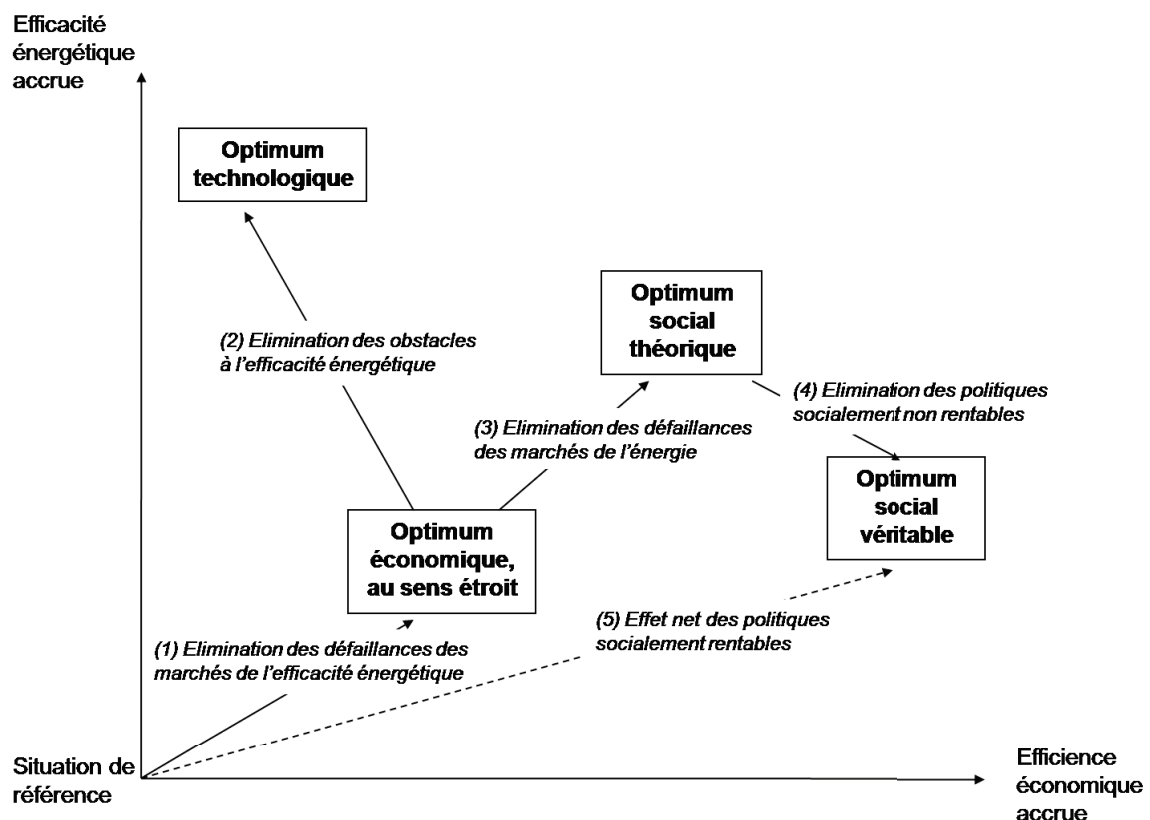 Efficacité
énergétique
accrue
Optimum
technologique
(2) Elimination des obstacles
à l'efficacité énergétique
Optimum
social
théorique
(4) Elimination des politiques
socialement non rentables
(3) Elimination des défaillances
des marchés de l'énergie
Optimum
social
véritable
Optimum
économique,
au sens étroit
(5) Effet net des politiques
socialement rentables
(1) Elimination des défaillances des
marchés de l'efficacité énergétique
Situation de
référence
Efficience
économique
accrue